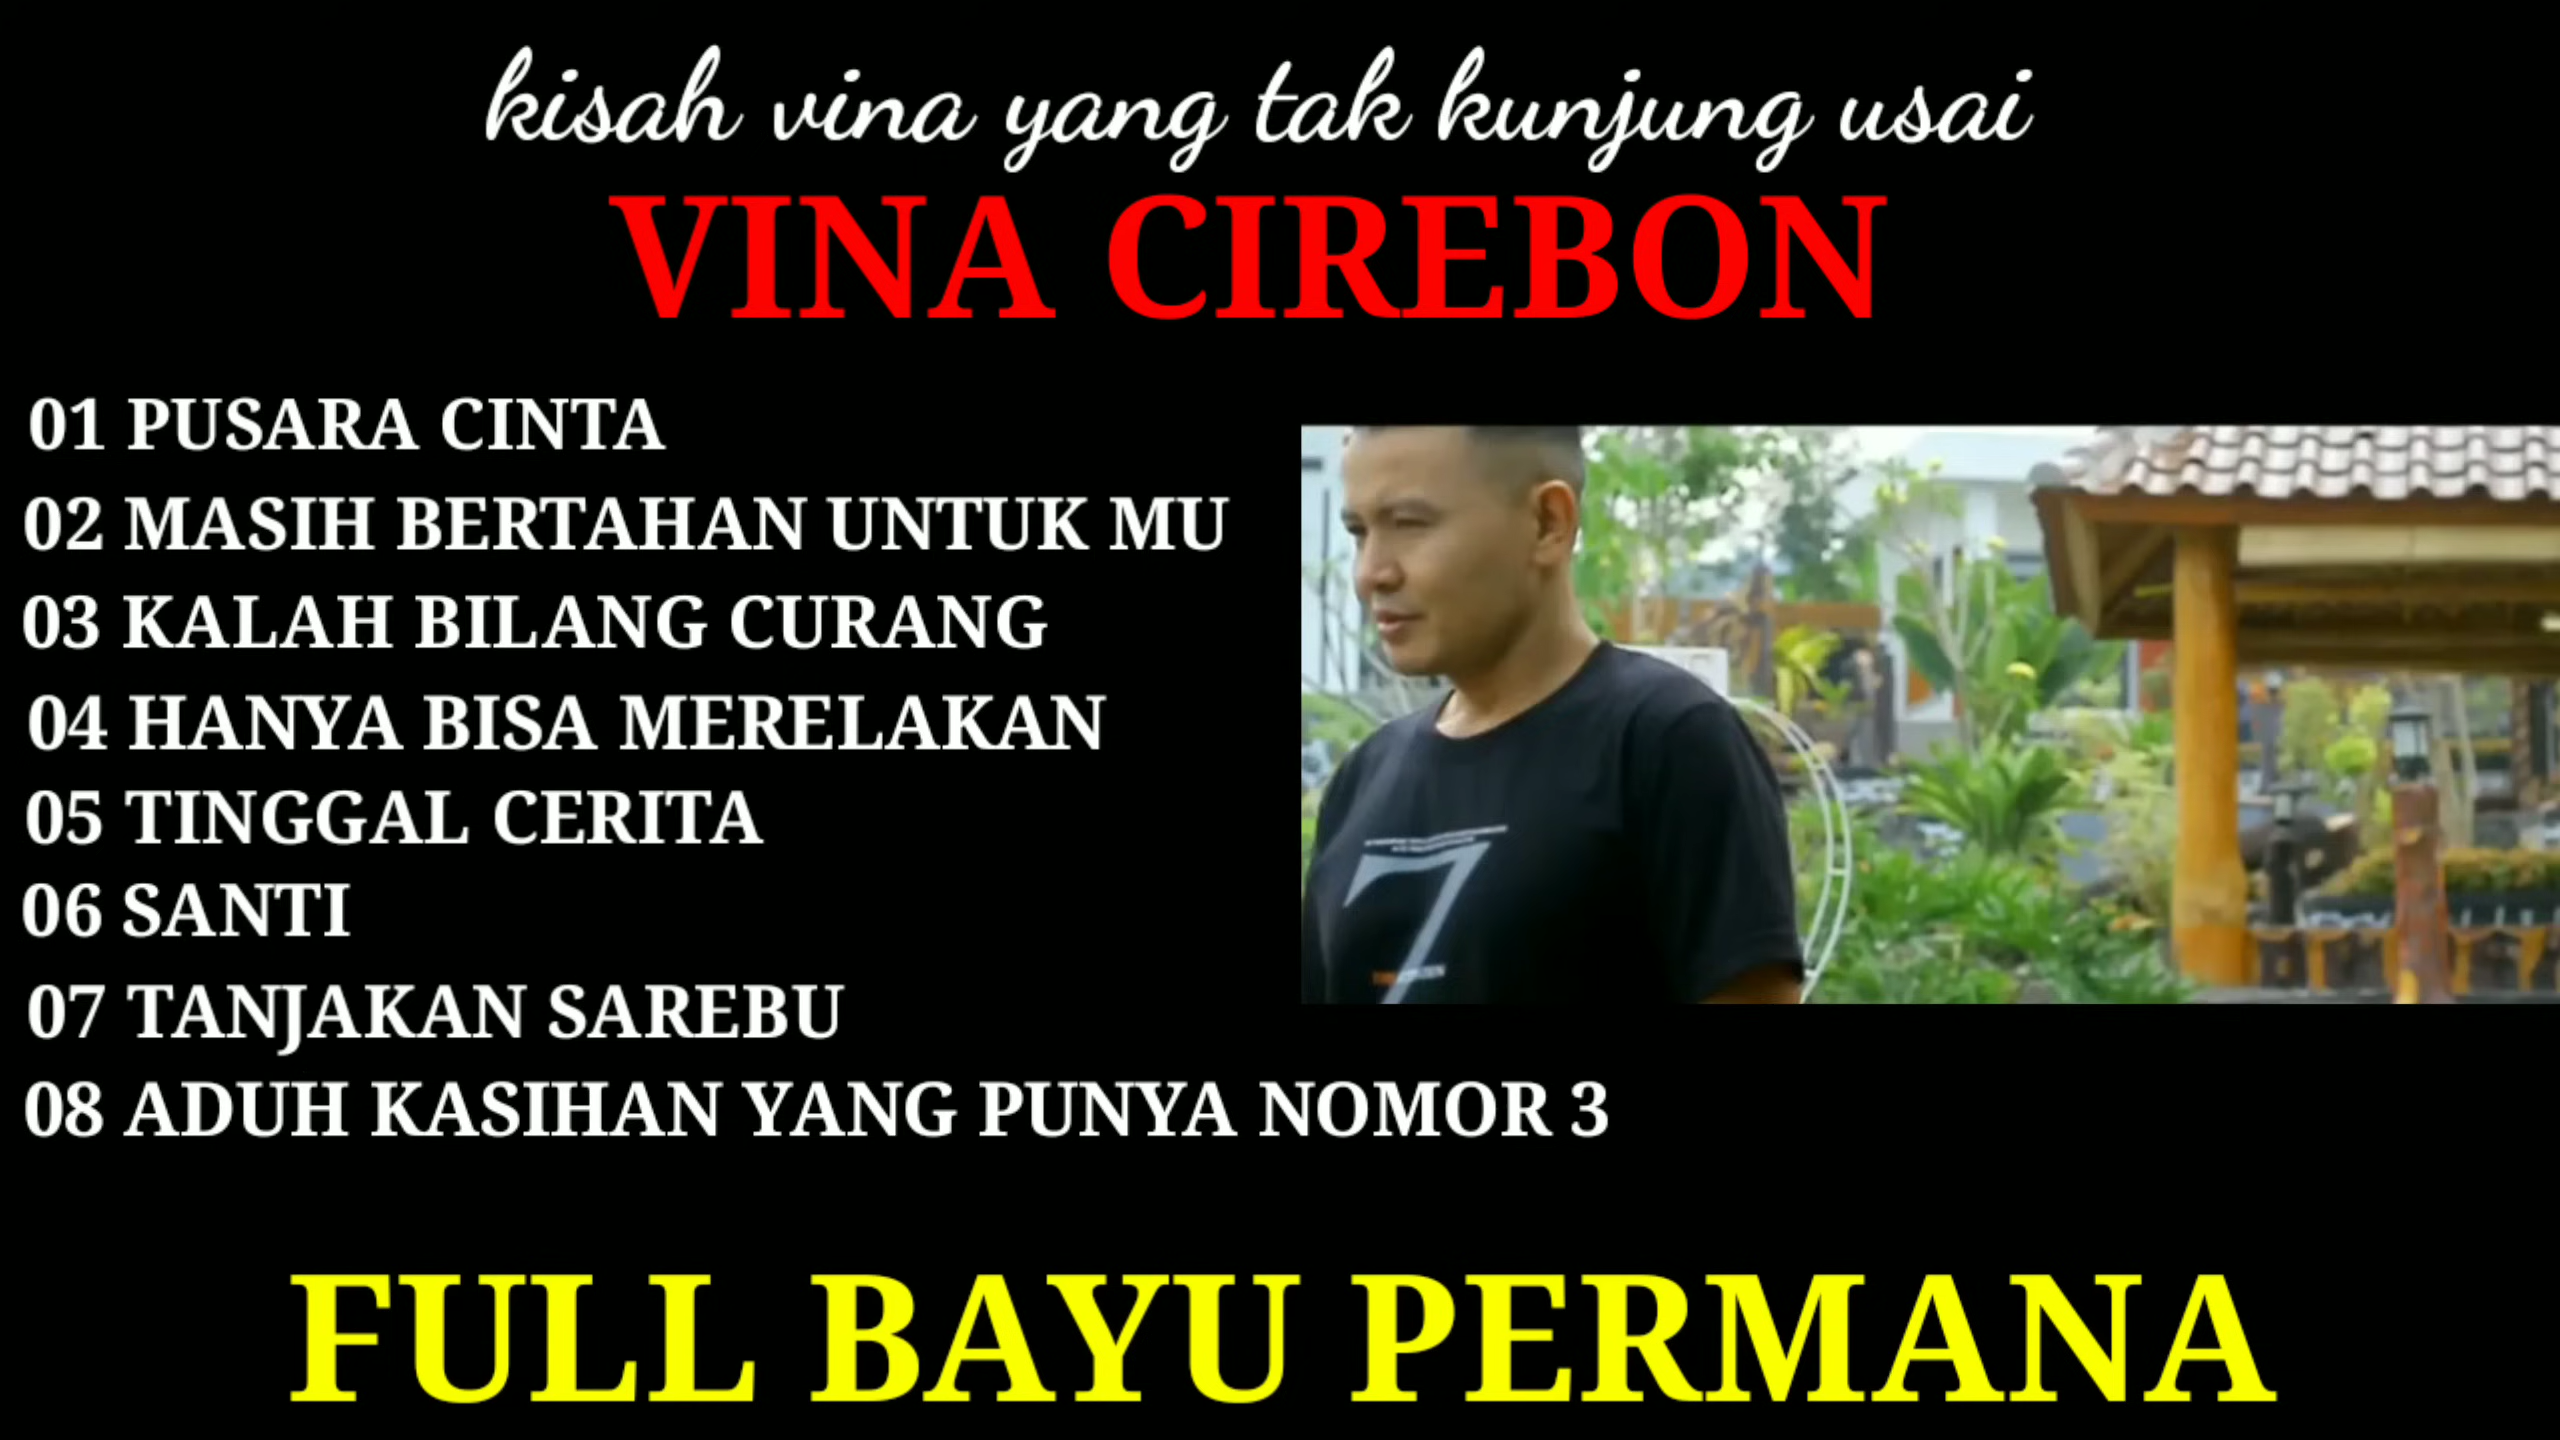 kisah vina yang tak kunjung usai
VINA CIREBON
01 PUSARA CINTA
02 MASIH BERTAHAN UNTUK MU
03 KALAH BILANG CURANG
04 HANYA BISA MERELAKAN
05 TINGGAL CERITA
06 SANTI
07 TANJAKAN SAREBU
08 ADUH KASIHAN YANG PUNYA NOMOR 3
7
FULL BAYU PERMANA